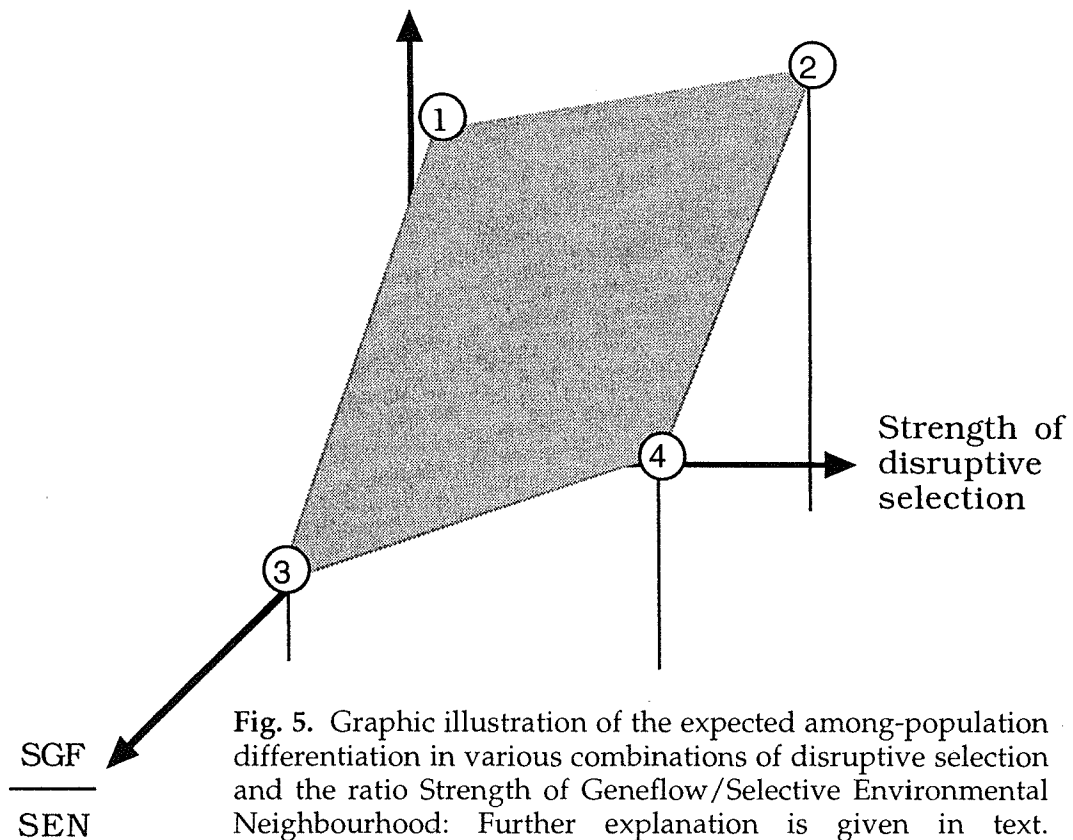 1
2
4
Strength of
disruptive
selection
3
SGF
SEN
Fig. 5. Graphic illustration of the expected among-population
differentiation in various combinations of disruptive selection
and the ratio Strength of Geneflow/Selective Environmental
Neighbourhood: Further explanation is given in text.